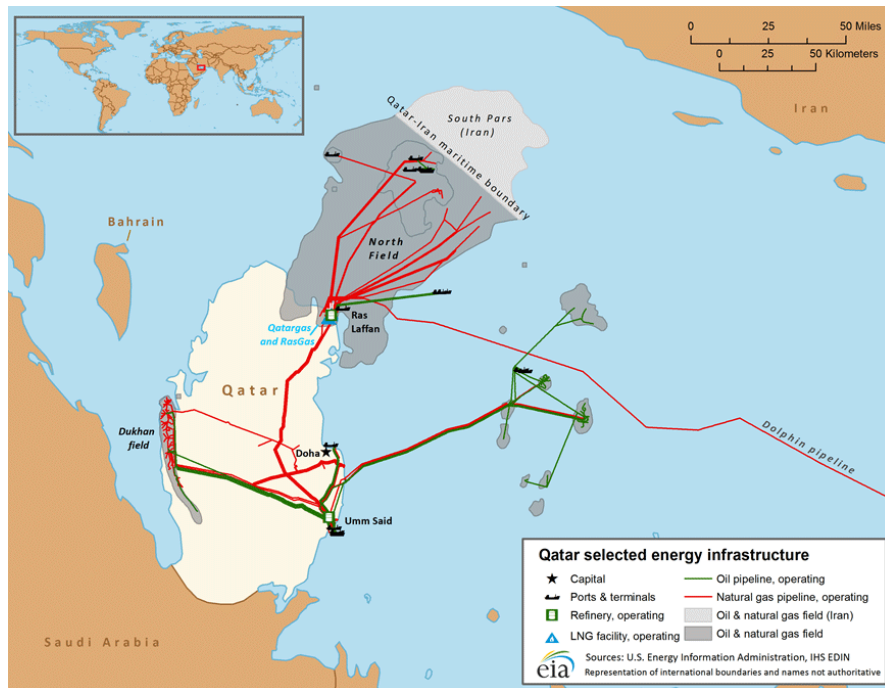 50 Miles
0 25
0 25 50 Kilometers
Iran
South Pars
(Iran)
Qatar-Iran maritime boundary
Bahrain
North
Field
Ras
Laffan
Qatargas
and RasGas
Qatar
Dukhan
field
Doha
Dolphin pipeline
Umm Said
Saudi Arabia
Qatar selected energy infrastructure
Capital
Ports & terminals
Refinery, operating
LNG facility, operating
Oil pipeline, operating
Natural gas pipeline, operating
Oil & natural gas field (Iran)
Oil & natural gas field
eia
Sources: U.S. Energy Information Administration, IHS EDIN
Representation of international boundaries and names not authoritative